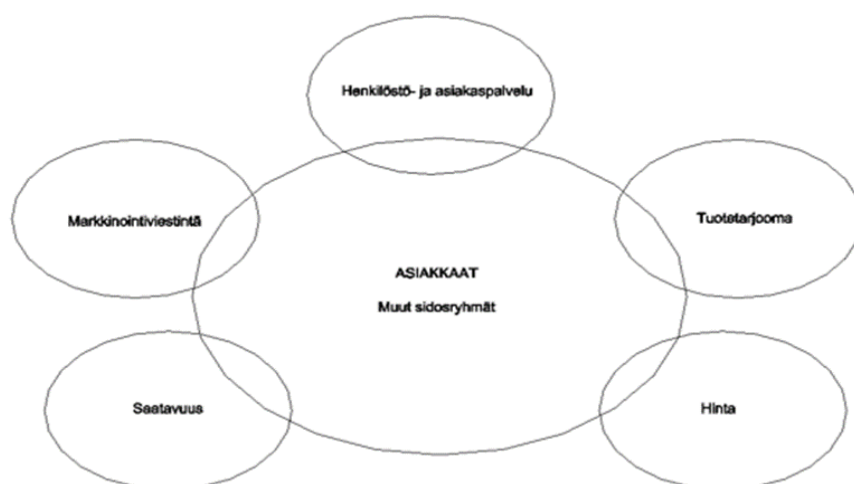 Henkilöstö- ja asiakaspalvelu
Markkinointiviestintä
Tuotetarjooma
ASIAKKAAT
Muut sidosryhmät
Saatavuus
Hinta